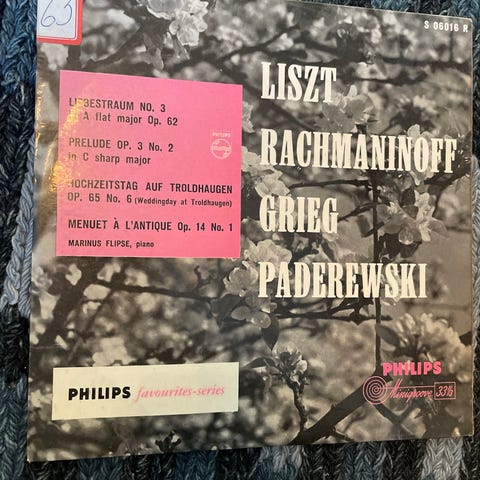 63
S 06016 R
LISZT
RACHMANINOFF
GRIEG
PADEREWSKI
LIEBESTRAUM NO. 3
in A flat major Op. 62
PRELUDE OP. 3 No. 2
in C sharp major
HOCHZEITSTAG AUF TROLDHAUGEN
OP. 65 No. 6 (Weddingday at Troldhaugen)
MENUET À L'ANTIQUE Op. 14 No. 1
MARINUS FLIPSE, piano
PHILIPS
PHILIPS favourites-series
PHILIPS
Minigroove 33⅓